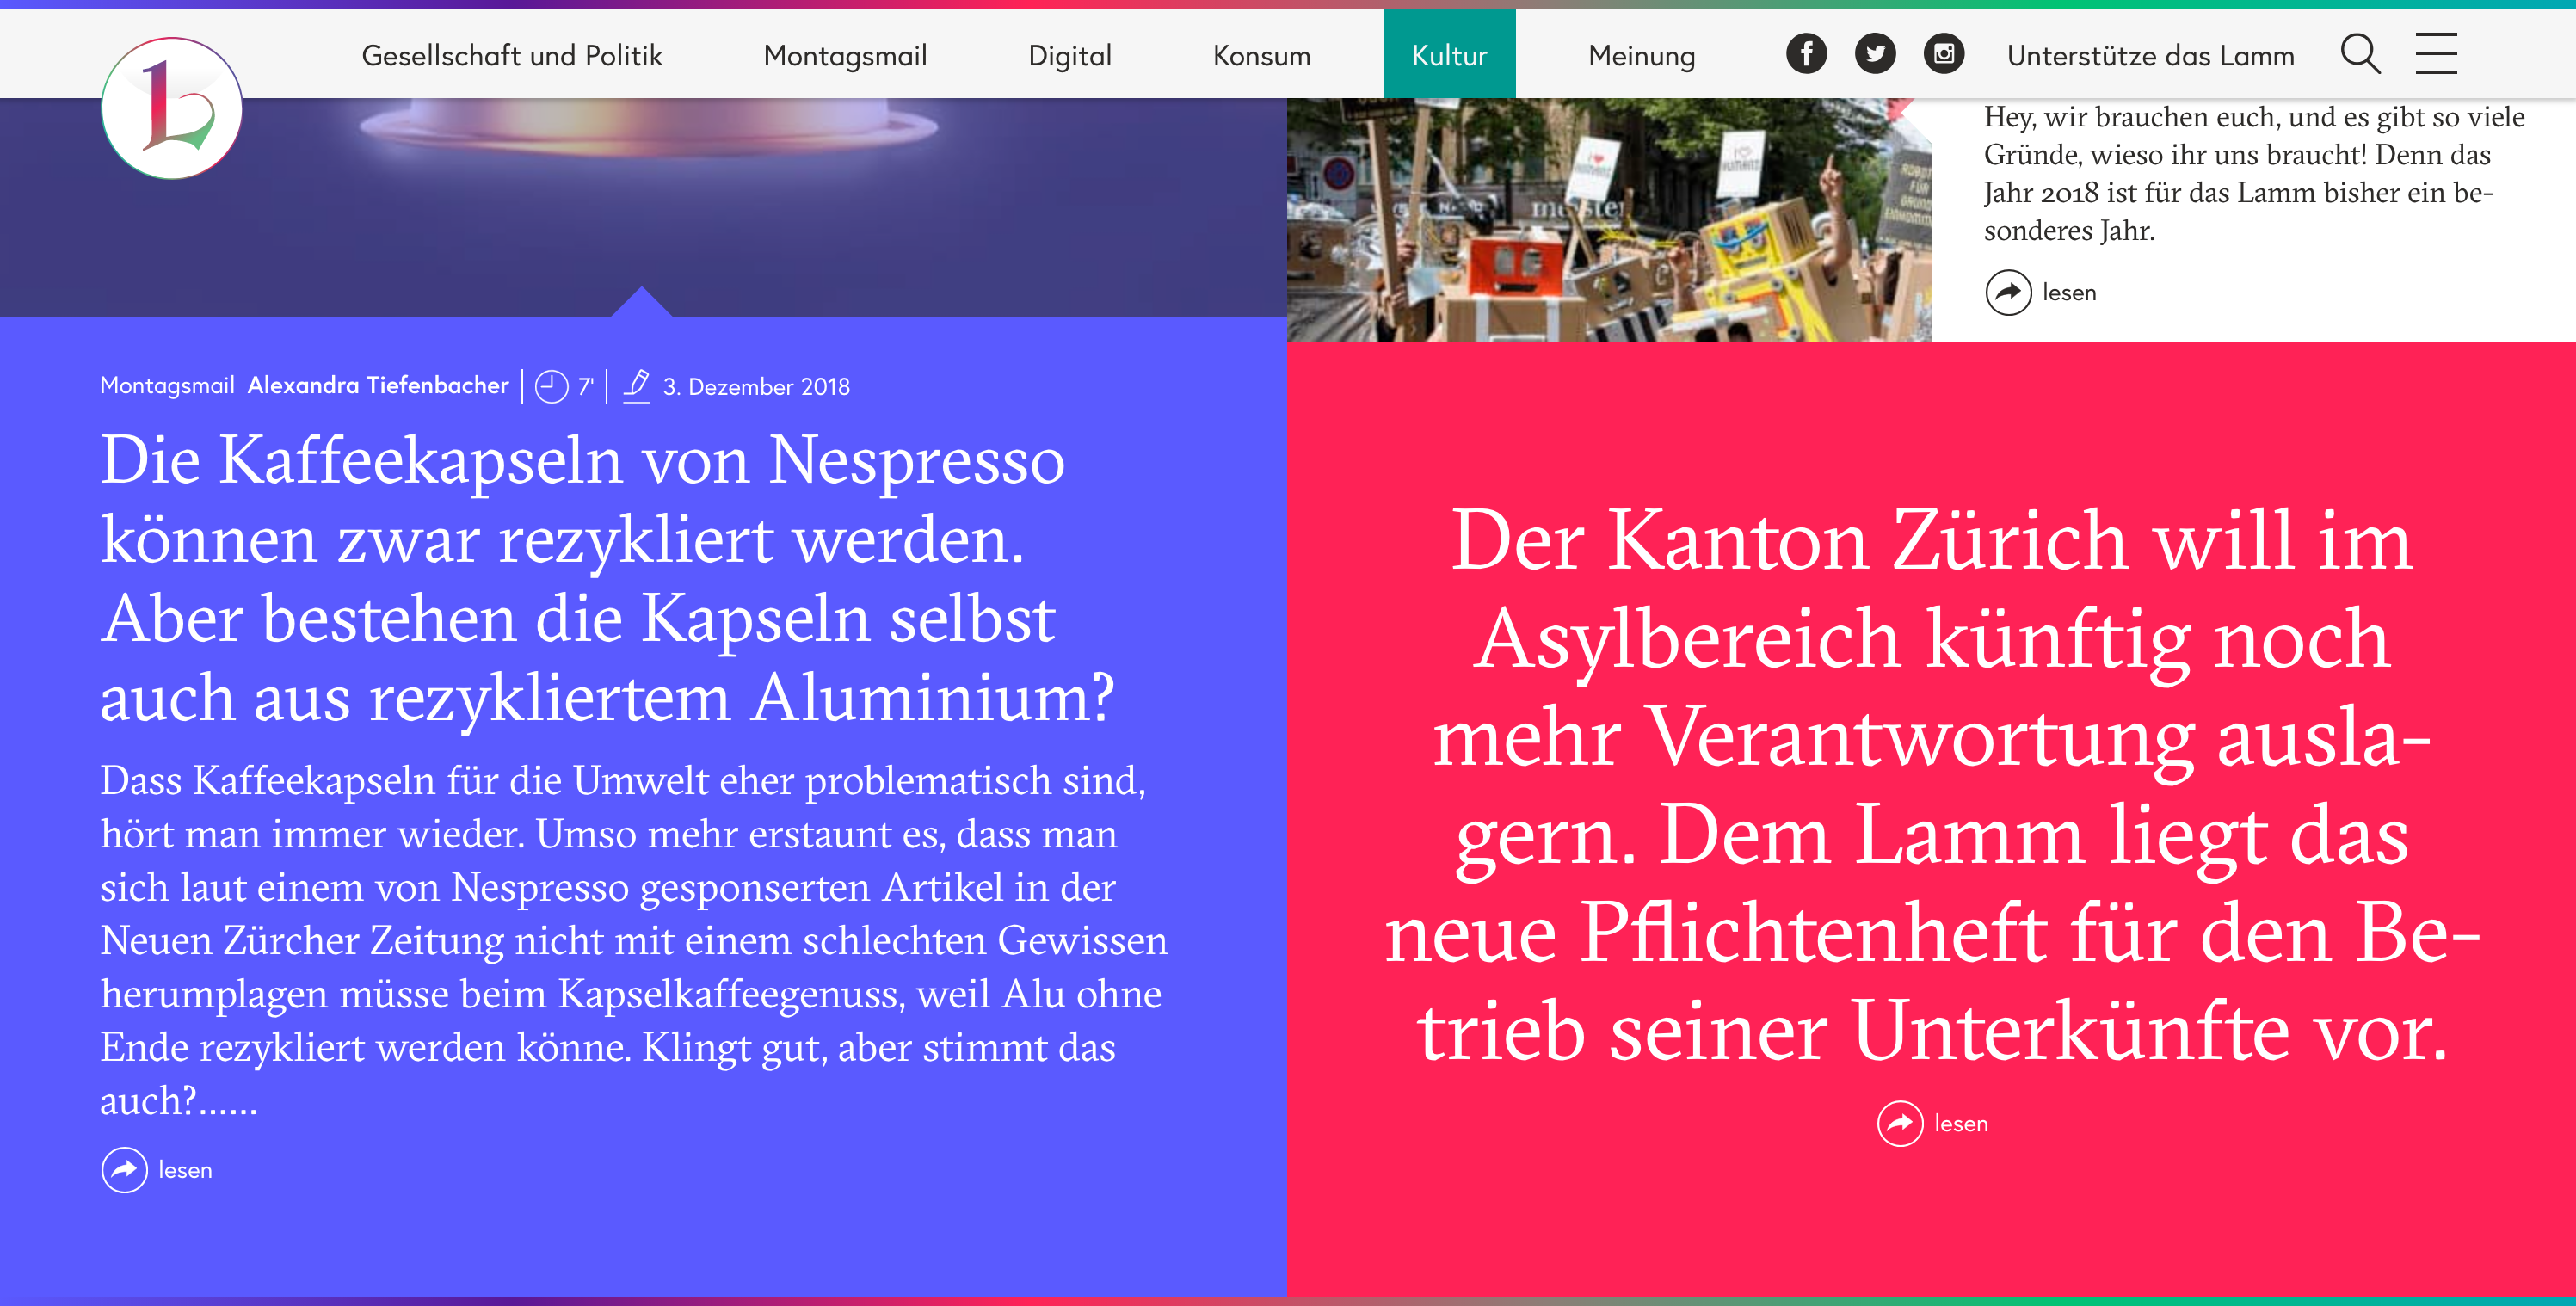 Gesellschaft und Politik
Montagsmail
Digital
Konsum
Kultur
Meinung
Unterstütze das Lamm
Hey, wir brauchen euch, und es gibt so viele
Gründe, wieso ihr uns braucht! Denn das
Jahr 2018 ist für das Lamm bisher ein be-
sonderes Jahr.
lesen
Montagsmail Alexandra Tiefenbacher | 7' | 3. Dezember 2018
Die Kaffeekapseln von Nespresso
können zwar rezykliert werden.
Aber bestehen die Kapseln selbst
auch aus rezykliertem Aluminium?
Dass Kaffeekapseln für die Umwelt eher problematisch sind,
hört man immer wieder. Umso mehr erstaunt es, dass man
sich laut einem von Nespresso gesponserten Artikel in der
Neuen Zürcher Zeitung nicht mit einem schlechten Gewissen
herumplagen müsse beim Kapselkaffeegenuss, weil Alu ohne
Ende rezykliert werden könne. Klingt gut, aber stimmt das
auch?......
lesen
Der Kanton Zürich will im
Asylbereich künftig noch
mehr Verantwortung ausla-
gern. Dem Lamm liegt das
neue Pflichtenheft für den Be-
trieb seiner Unterkünfte vor.
lesen